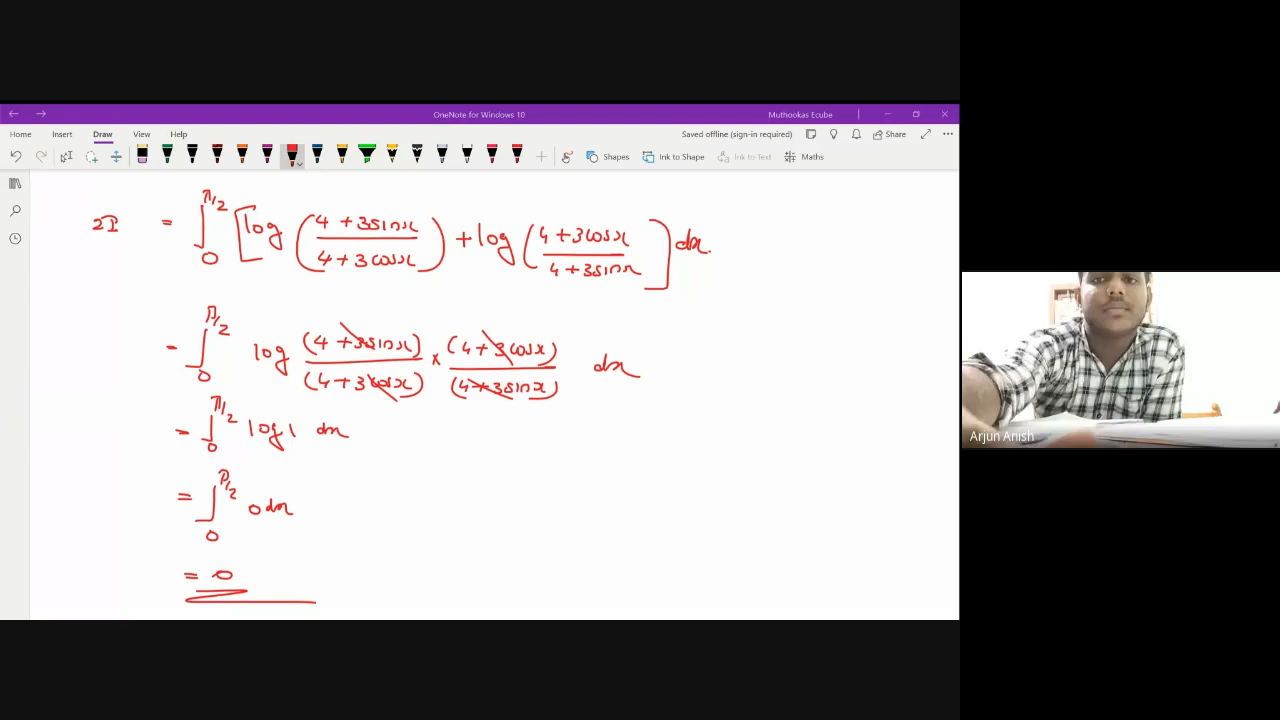 OneNote for Windows 10
Muthookas Ecube
Home Insert Draw View Help
Saved offline (sign-in required) Share
Shapes Ink to Shape Ink to Text Maths
2I = ∫₀^π/2 [log ((4 + 3sinx)/(4 + 3cosx)) + log ((4 + 3cosx)/(4 + 3sinx))] dx.
= ∫₀^π/2 log (4 + 3sinx)/(4 + 3cosx) × (4 + 3cosx)/(4 + 3sinx) dx
= ∫₀^π/2 log 1 dx
= ∫₀^π/2 0 dx
= 0
Arjun Anish